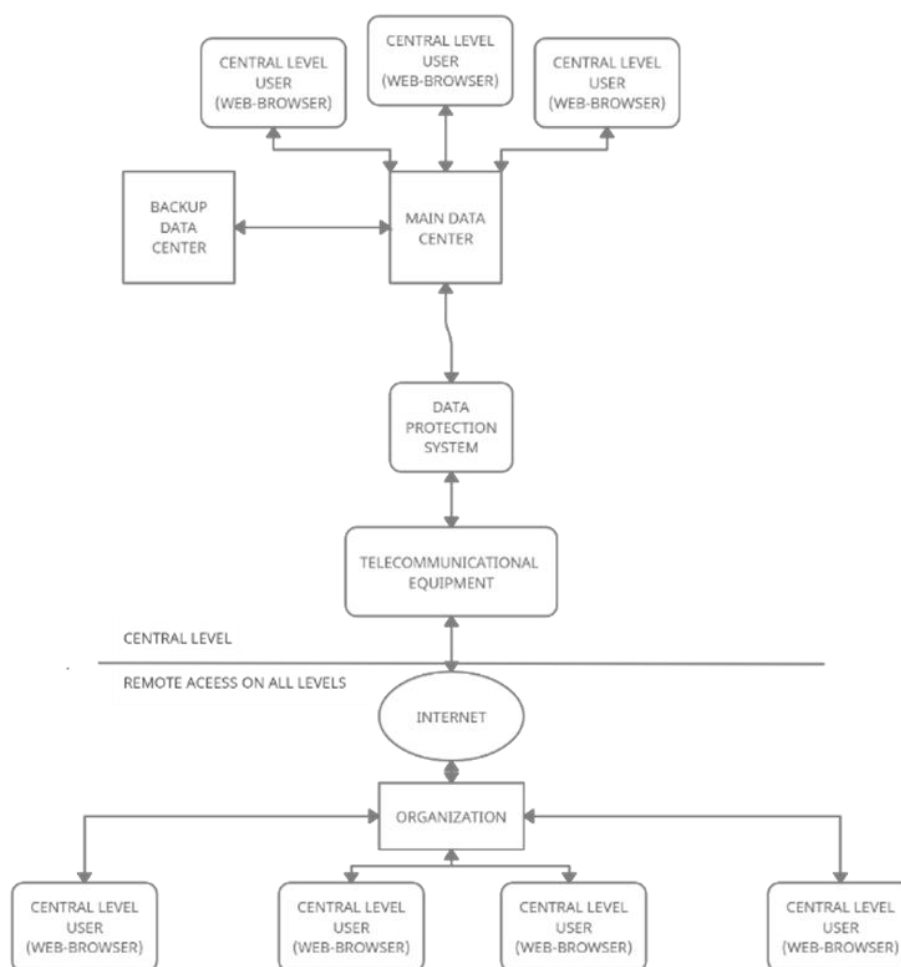 CENTRAL LEVEL
USER
(WEB-BROWSER)
CENTRAL LEVEL
USER
(WEB-BROWSER)
CENTRAL LEVEL
USER
(WEB-BROWSER)
BACKUP
DATA
CENTER
MAIN DATA
CENTER
DATA
PROTECTION
SYSTEM
TELECOMMUNICATIONAL
EQUIPMENT
CENTRAL LEVEL
REMOTE ACEESS ON ALL LEVELS
INTERNET
ORGANIZATION
CENTRAL LEVEL
USER
(WEB-BROWSER)
CENTRAL LEVEL
USER
(WEB-BROWSER)
CENTRAL LEVEL
USER
(WEB-BROWSER)
CENTRAL LEVEL
USER
(WEB-BROWSER)